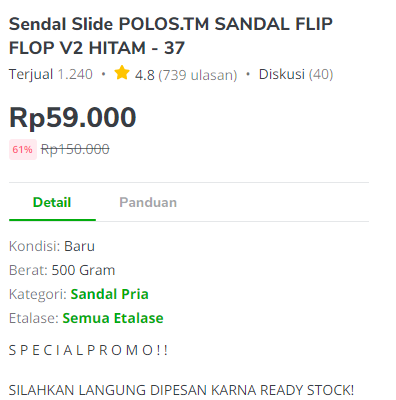 Sendal Slide POLOS.TM SANDAL FLIP
FLOP V2 HITAM - 37
Terjual 1.240 • 4.8 (739 ulasan) • Diskusi (40)
Rp59.000
61% Rp150.000
Detail Panduan
Kondisi: Baru
Berat: 500 Gram
Kategori: Sandal Pria
Etalase: Semua Etalase
S P E C I A L P R O M O ! !
SILAHKAN LANGUNG DIPESAN KARNA READY STOCK!